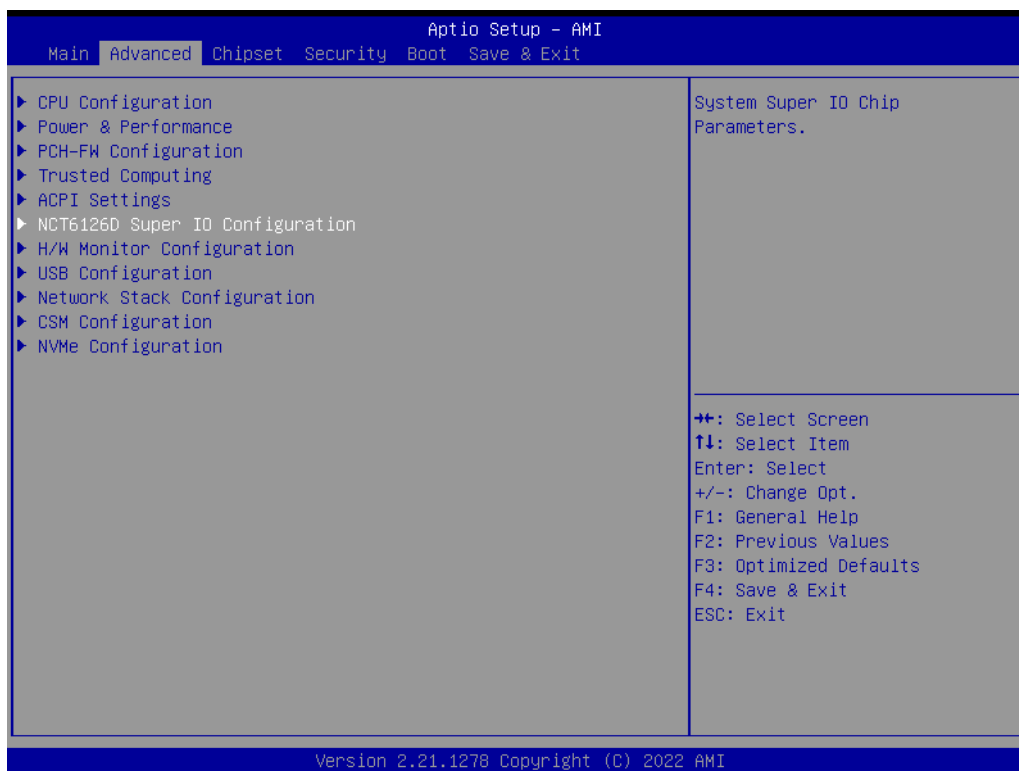 Aptio Setup – AMI
Main Advanced Chipset Security Boot Save & Exit
CPU Configuration
Power & Performance
PCH-FW Configuration
Trusted Computing
ACPI Settings
NCT6126D Super IO Configuration
H/W Monitor Configuration
USB Configuration
Network Stack Configuration
CSM Configuration
NVMe Configuration
System Super IO Chip
Parameters.
→←: Select Screen
↑↓: Select Item
Enter: Select
+/-: Change Opt.
F1: General Help
F2: Previous Values
F3: Optimized Defaults
F4: Save & Exit
ESC: Exit
Version 2.21.1278 Copyright (C) 2022 AMI